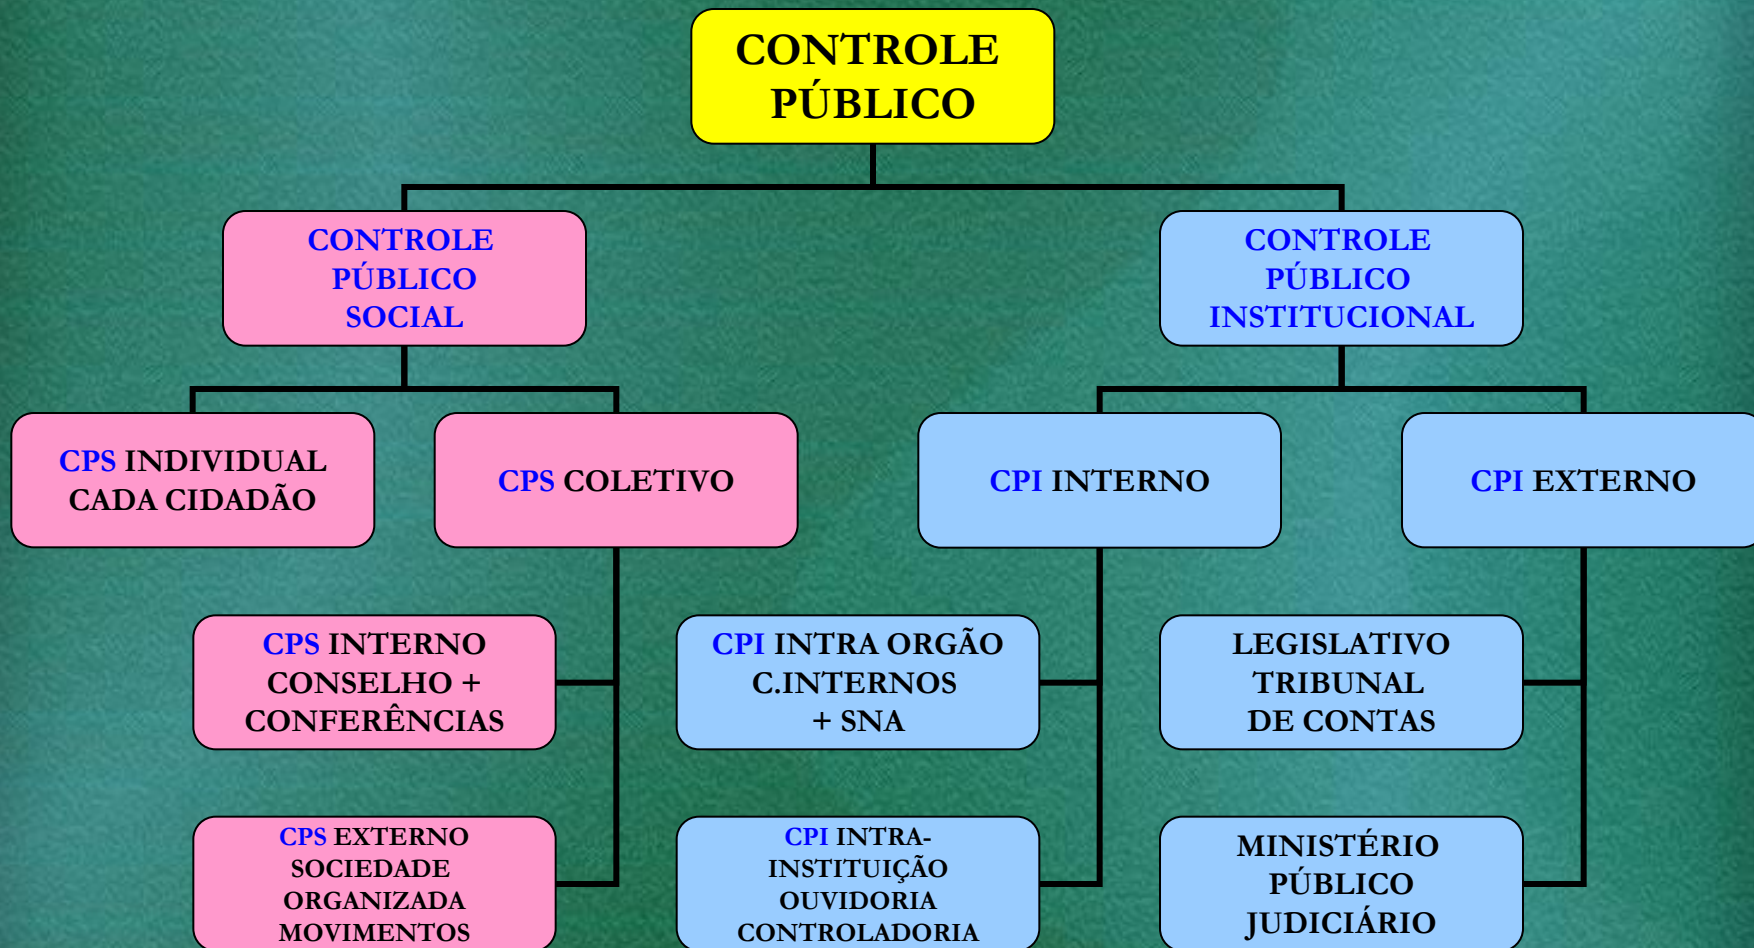 CONTROLE
PÚBLICO
CONTROLE
PÚBLICO
SOCIAL
CONTROLE
PÚBLICO
INSTITUCIONAL
CPS INDIVIDUAL
CADA CIDADÃO
CPS COLETIVO
CPI INTERNO
CPI EXTERNO
CPS INTERNO
CONSELHO +
CONFERÊNCIAS
CPI INTRA ORGÃO
C.INTERNOS
+ SNA
LEGISLATIVO
TRIBUNAL
DE CONTAS
CPS EXTERNO
SOCIEDADE
ORGANIZADA
MOVIMENTOS
CPI INTRA-
INSTITUIÇÃO
OUVIDORIA
CONTROLADORIA
MINISTÉRIO
PÚBLICO
JUDICIÁRIO